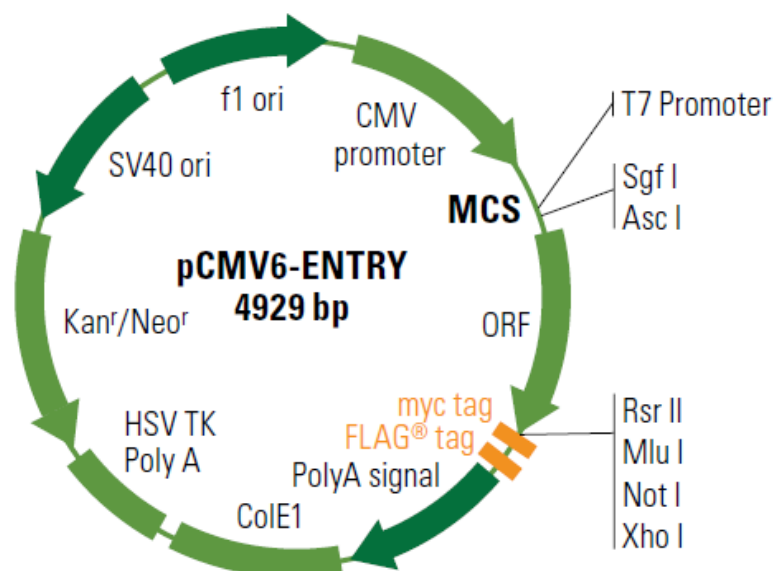 f1 ori
CMV
promoter
T7 Promoter
SV40 ori
Sgf I
Asc I
MCS
pCMV6-ENTRY
4929 bp
Kanʳ/Neoʳ
ORF
myc tag
FLAG® tag
Rsr II
Mlu I
Not I
Xho I
HSV TK
Poly A
PolyA signal
ColE1